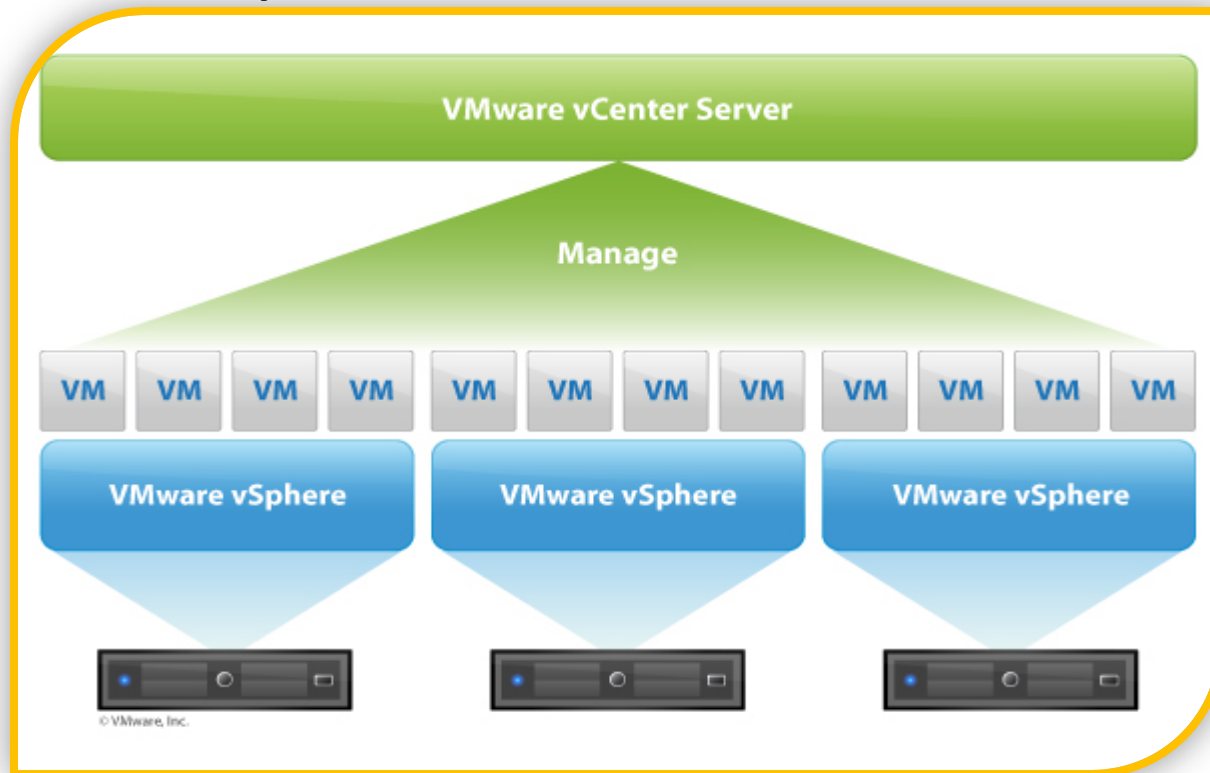 VMware vCenter Server
Manage
VM VM VM VM VM VM VM VM VM VM VM VM
VMware vSphere VMware vSphere VMware vSphere
© VMware, Inc.